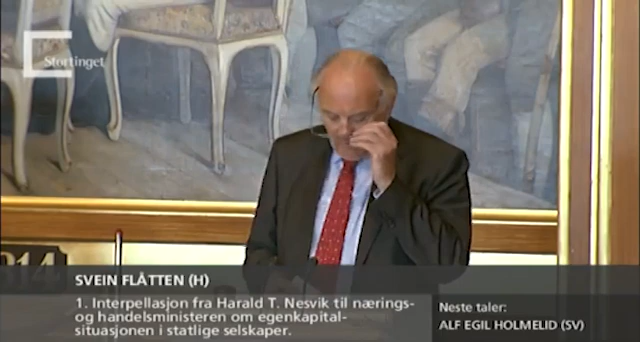 Stortinget
014
SVEIN FLÅTTEN (H)
1. Interpellasjon fra Harald T. Nesvik til nærings-
og handelsministeren om egenkapital-
situasjonen i statlige selskaper.
Neste taler:
ALF EGIL HOLMELID (SV)